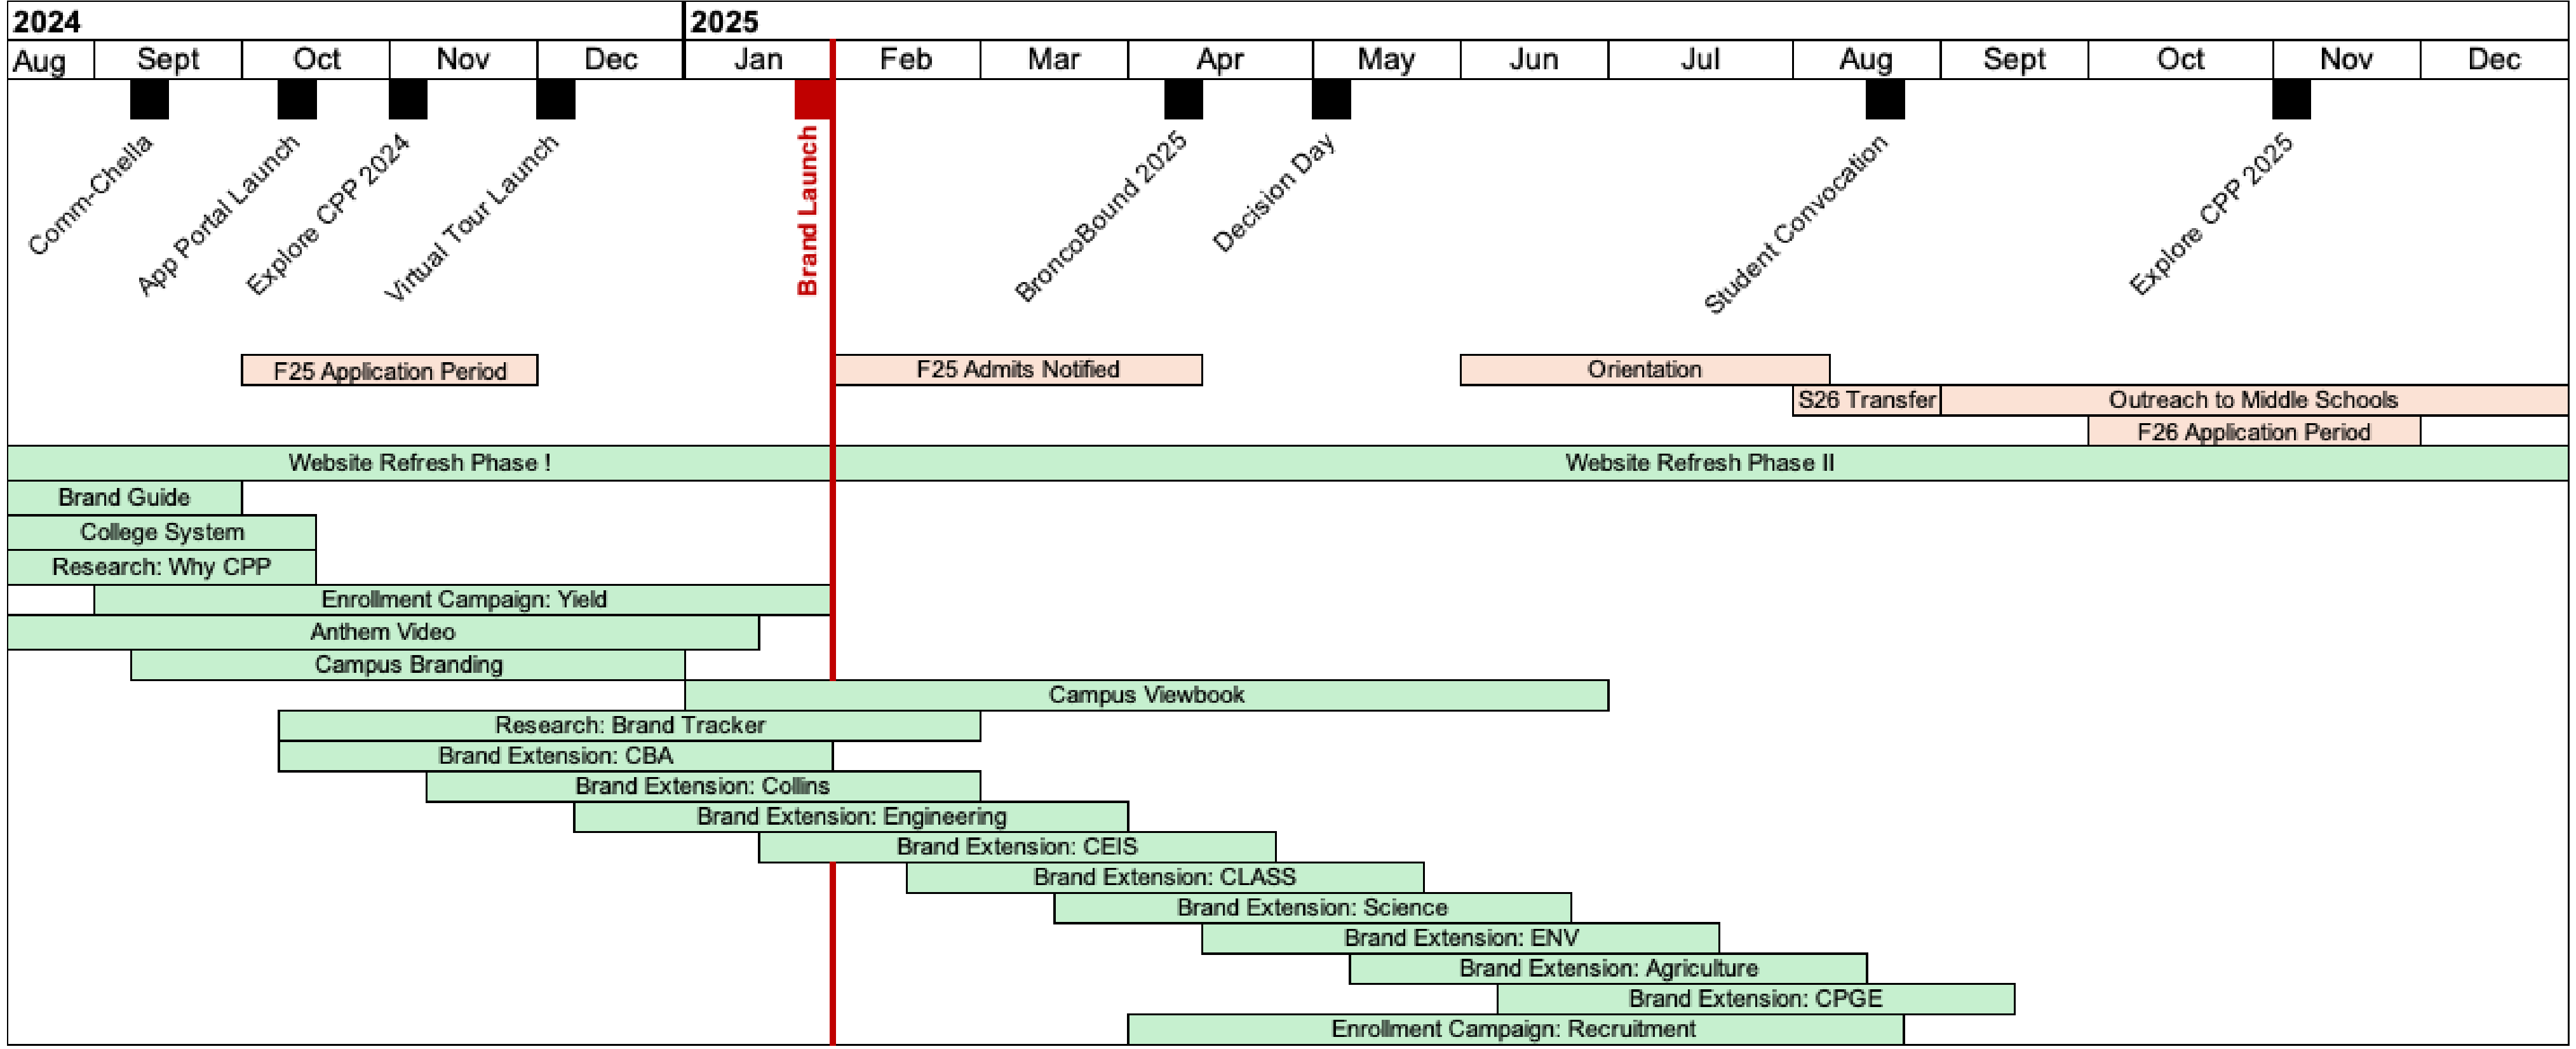 2024 2025
Aug Sept Oct Nov Dec Jan Feb Mar Apr May Jun Jul Aug Sept Oct Nov Dec
Comm-Chella
App Portal Launch
Explore CPP 2024
Virtual Tour Launch
Brand Launch
BroncoBound 2025
Decision Day
Student Convocation
Explore CPP 2025
F25 Application Period F25 Admits Notified Orientation
S26 Transfer Outreach to Middle Schools
F26 Application Period
Website Refresh Phase ! Website Refresh Phase II
Brand Guide
College System
Research: Why CPP
Enrollment Campaign: Yield
Anthem Video
Campus Branding
Campus Viewbook
Research: Brand Tracker
Brand Extension: CBA
Brand Extension: Collins
Brand Extension: Engineering
Brand Extension: CEIS
Brand Extension: CLASS
Brand Extension: Science
Brand Extension: ENV
Brand Extension: Agriculture
Brand Extension: CPGE
Enrollment Campaign: Recruitment